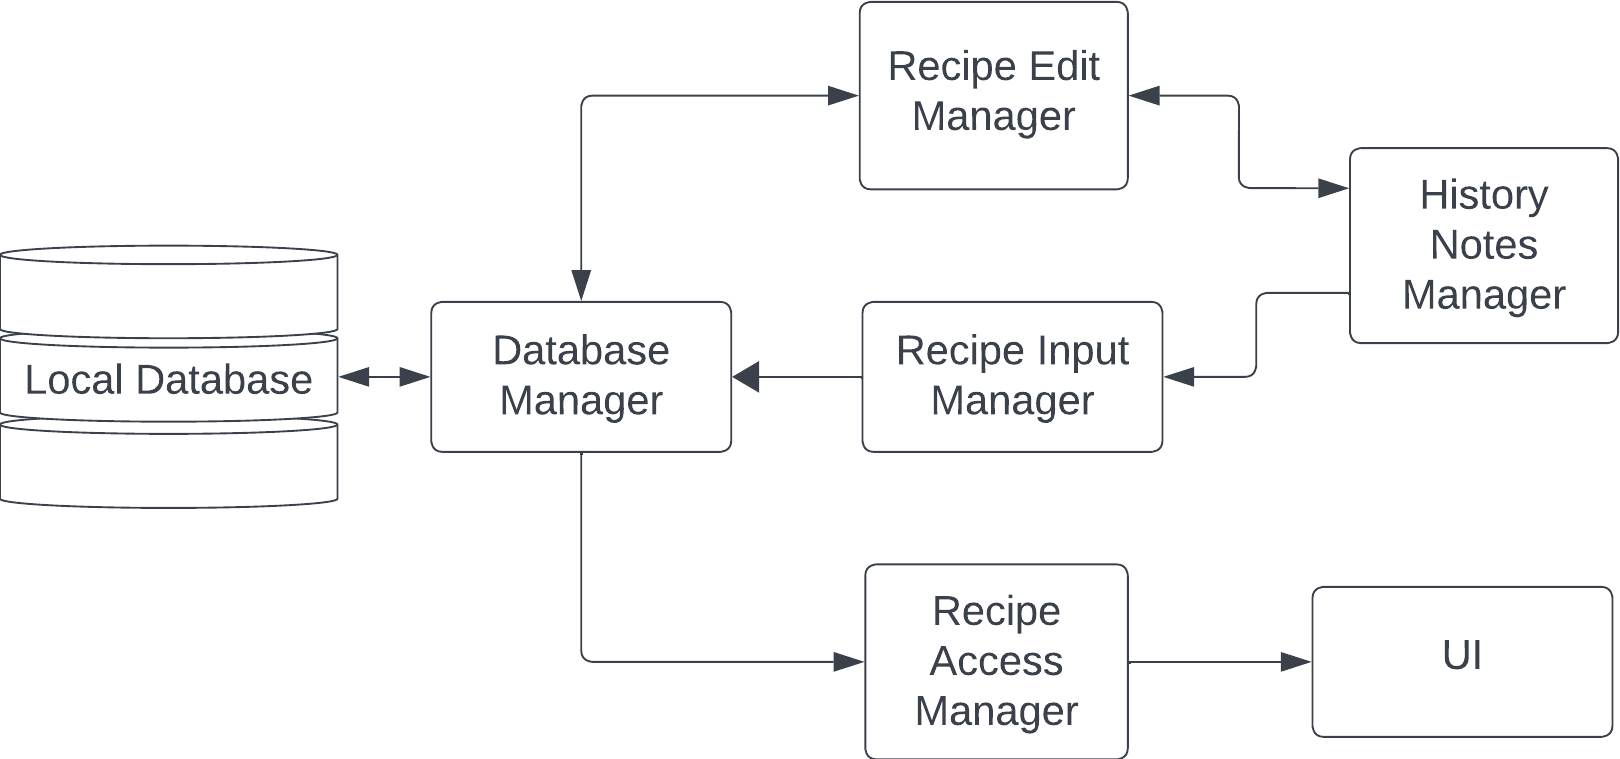 Recipe Edit
Manager
History
Notes
Manager
Local Database
Database
Manager
Recipe Input
Manager
Recipe
Access
Manager
UI